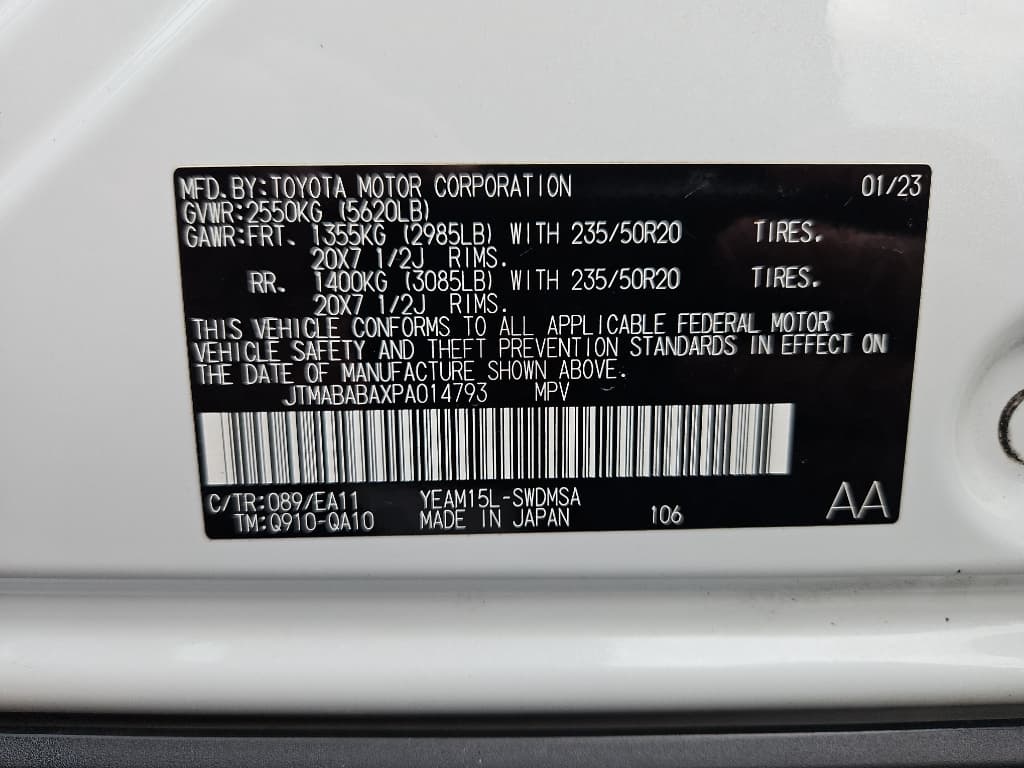 MFD.BY:TOYOTA MOTOR CORPORATION 01/23
GVWR:2550KG (5620LB)
GAWR:FRT. 1355KG (2985LB) WITH 235/50R20 TIRES.
20X7 1/2J RIMS.
RR. 1400KG (3085LB) WITH 235/50R20 TIRES.
20X7 1/2J RIMS.
THIS VEHICLE CONFORMS TO ALL APPLICABLE FEDERAL MOTOR
VEHICLE SAFETY AND THEFT PREVENTION STANDARDS IN EFFECT ON
THE DATE OF MANUFACTURE SHOWN ABOVE.
JTMABABAXPA014793 MPV
C/TR:089/EA11 YEAM15L-SWDMSA AA
TM:Q910-QA10 MADE IN JAPAN 106